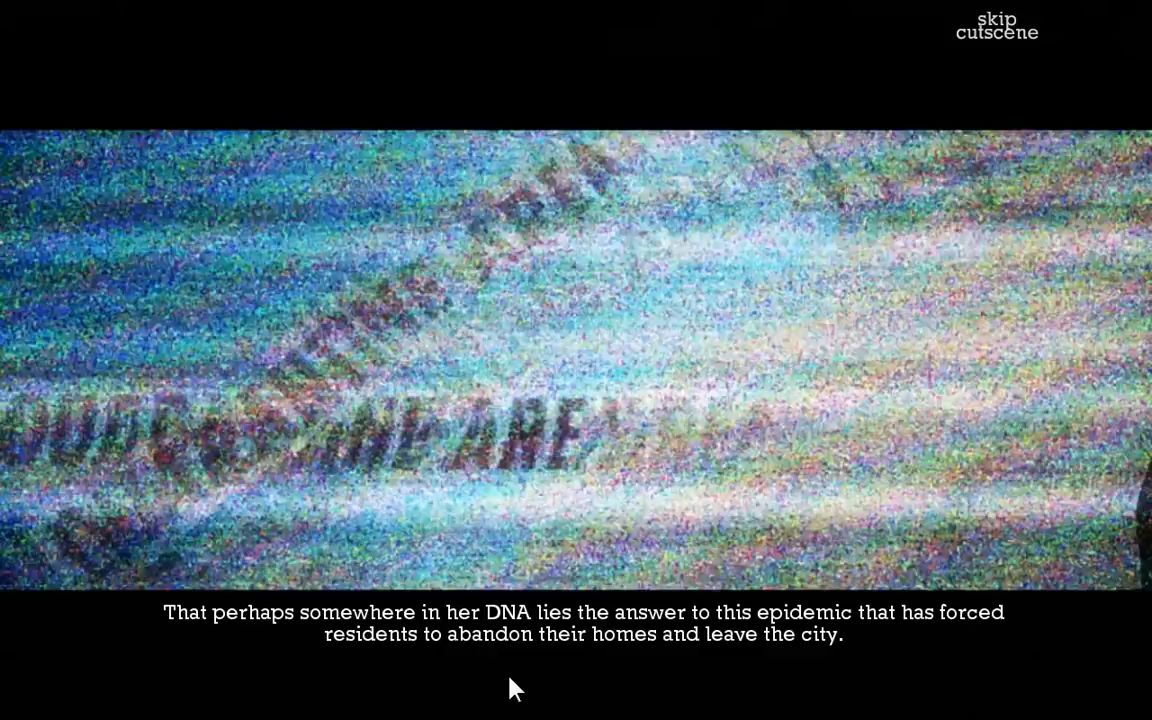 skip
cutscene
ARE
That perhaps somewhere in her DNA lies the answer to this epidemic that has forced
residents to abandon their homes and leave the city.